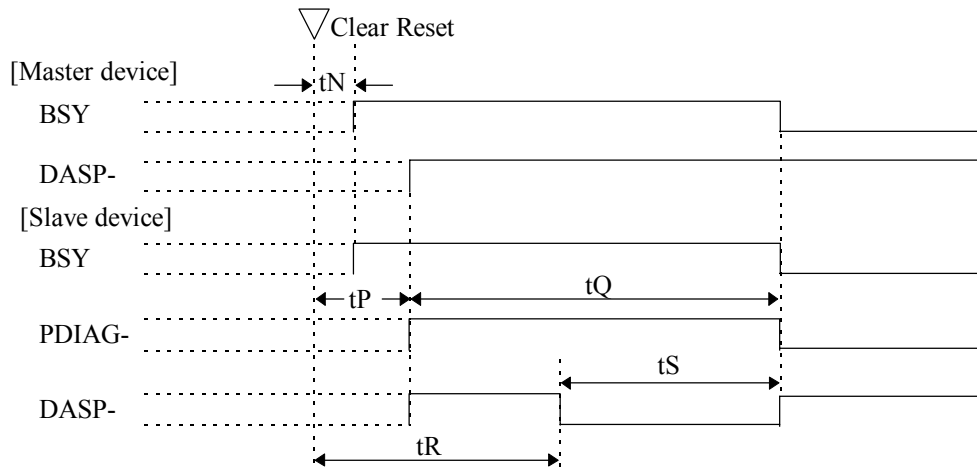 Clear Reset
[Master device]
tN
BSY
DASP-
[Slave device]
BSY
tP
tQ
PDIAG-
tS
DASP-
tR